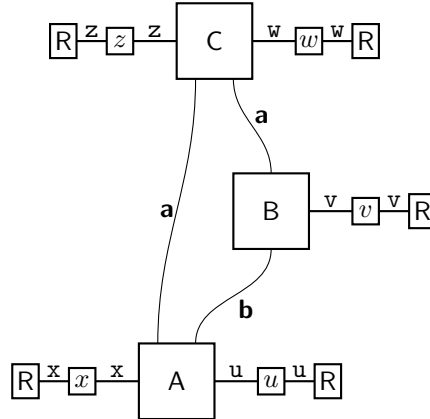 R z z z C w w w R
a
a
B v v v R
b
R x x x A u u u R